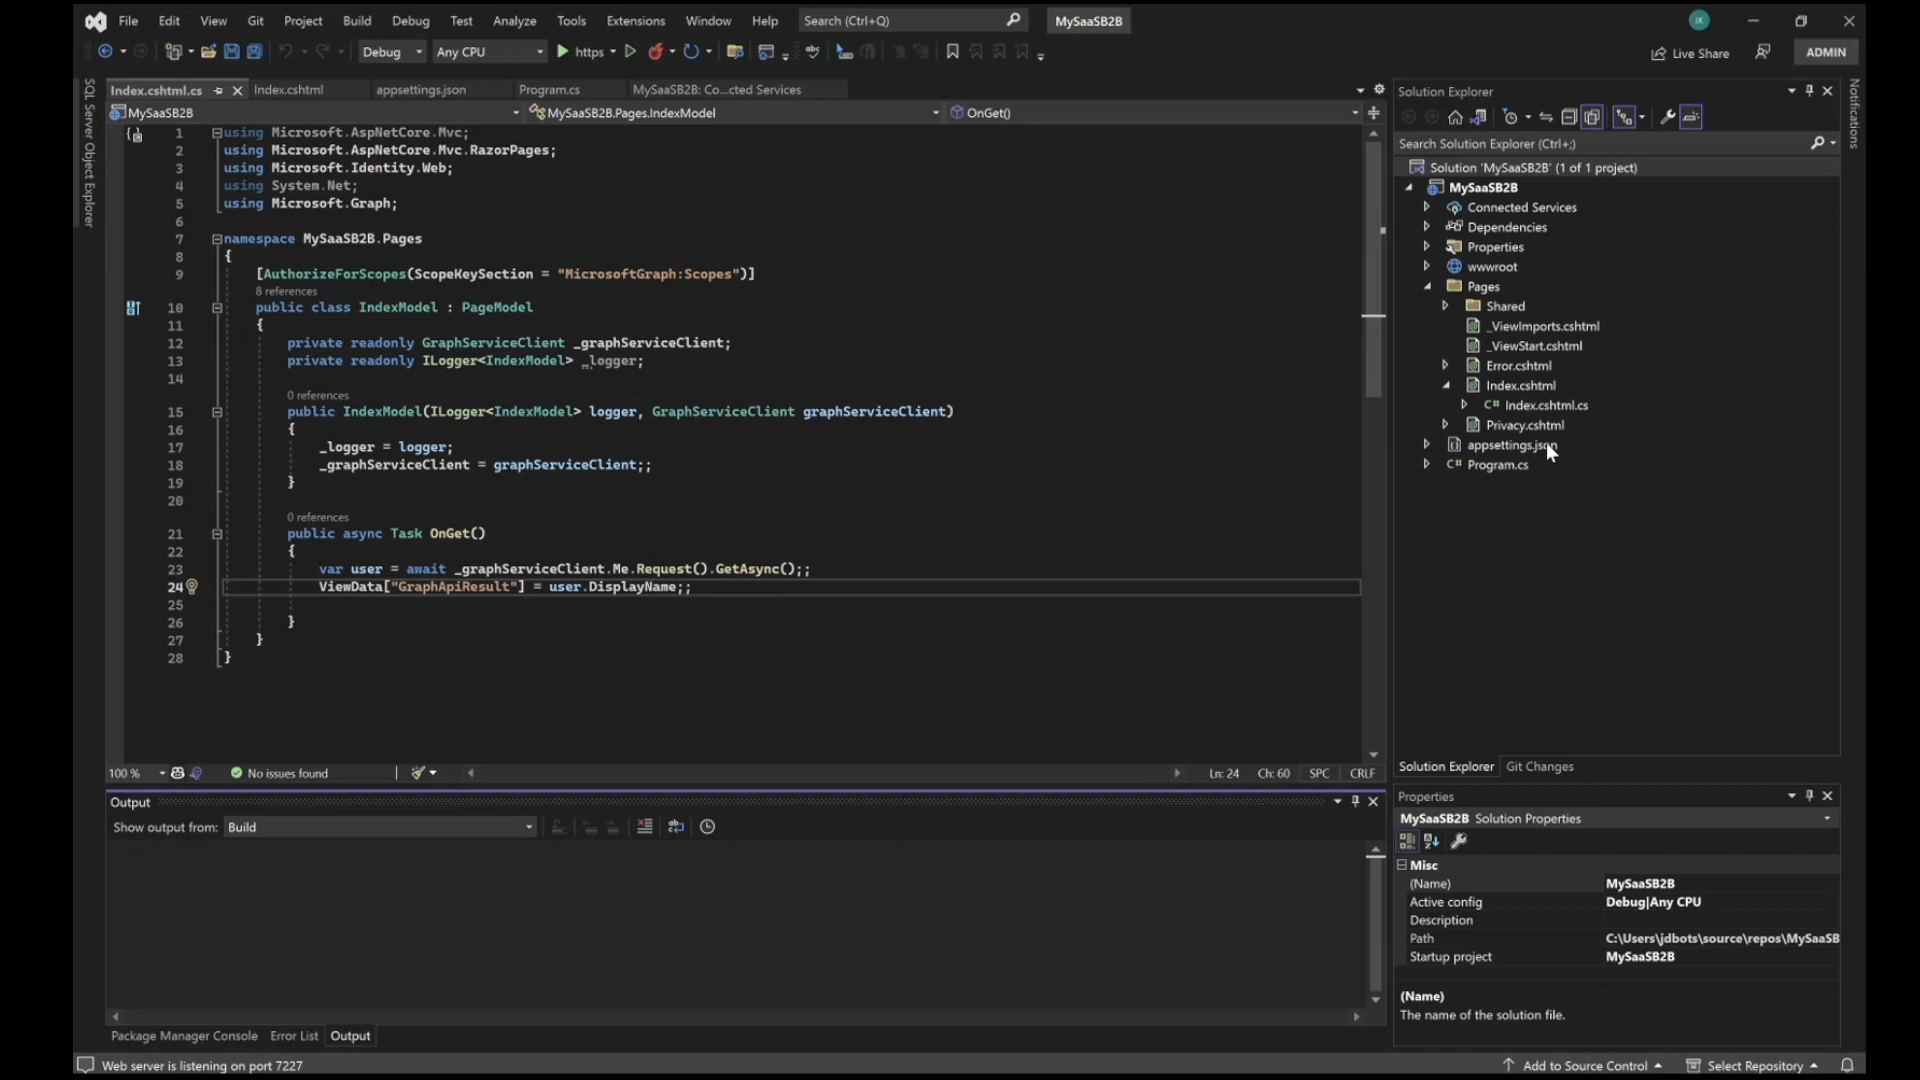 File Edit View Git Project Build Debug Test Analyze Tools Extensions Window Help Search (Ctrl+Q) MySaaSB2B JK
Debug Any CPU https Live Share ADMIN
SQL Server Object Explorer
Index.cshtml.cs Index.cshtml appsettings.json Program.cs MySaaSB2B: Co...cted Services
MySaaSB2B MySaaSB2B.Pages.IndexModel OnGet()
1 using Microsoft.AspNetCore.Mvc;
2 using Microsoft.AspNetCore.Mvc.RazorPages;
3 using Microsoft.Identity.Web;
4 using System.Net;
5 using Microsoft.Graph;
6
7 namespace MySaaSB2B.Pages
8 {
9 [AuthorizeForScopes(ScopeKeySection = "MicrosoftGraph:Scopes")]
8 references
10 public class IndexModel : PageModel
11 {
12 private readonly GraphServiceClient _graphServiceClient;
13 private readonly ILogger<IndexModel> _logger;
14
0 references
15 public IndexModel(ILogger<IndexModel> logger, GraphServiceClient graphServiceClient)
16 {
17 _logger = logger;
18 _graphServiceClient = graphServiceClient;;
19 }
20
0 references
21 public async Task OnGet()
22 {
23 var user = await _graphServiceClient.Me.Request().GetAsync();;
24 ViewData["GraphApiResult"] = user.DisplayName;;
25
26 }
27 }
28 }
100 % No issues found Ln: 24 Ch: 60 SPC CRLF
Output
Show output from: Build
Package Manager Console Error List Output
Solution Explorer
Search Solution Explorer (Ctrl+;)
Solution 'MySaaSB2B' (1 of 1 project)
MySaaSB2B
Connected Services
Dependencies
Properties
wwwroot
Pages
Shared
_ViewImports.cshtml
_ViewStart.cshtml
Error.cshtml
Index.cshtml
C# Index.cshtml.cs
Privacy.cshtml
appsettings.json
C# Program.cs
Solution Explorer Git Changes
Properties
MySaaSB2B Solution Properties
Misc
(Name) MySaaSB2B
Active config Debug|Any CPU
Description
Path C:\Users\jdbots\source\repos\MySaaSB
Startup project MySaaSB2B
(Name)
The name of the solution file.
Notifications
Web server is listening on port 7227 Add to Source Control Select Repository